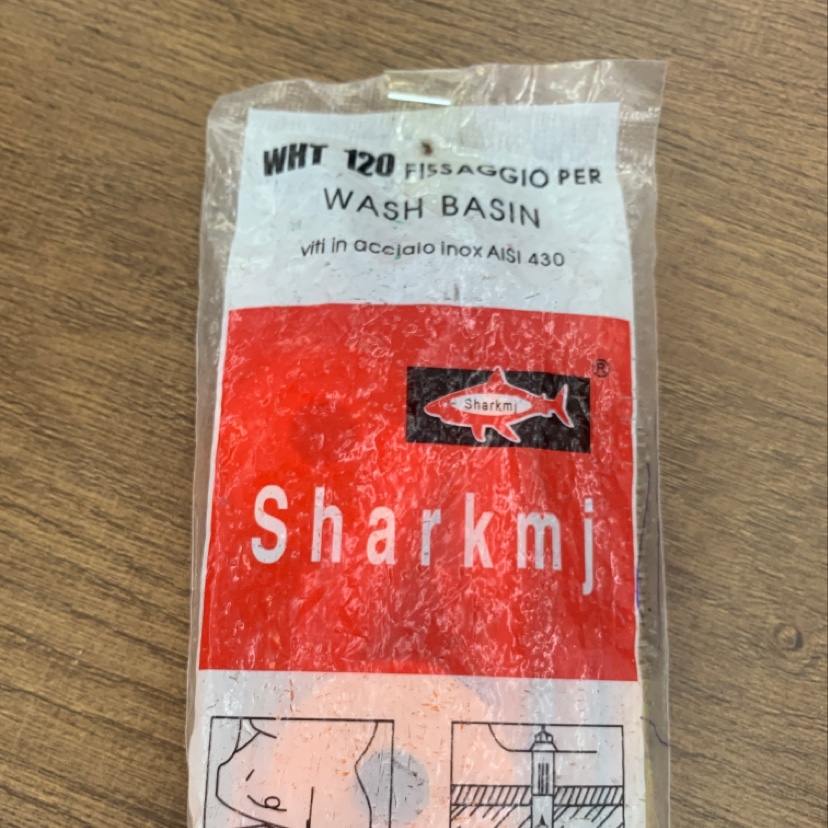 WHT 120 FISSAGGIO PER
WASH BASIN
viti in acciaio inox AISI 430
®
Sharkmj
Sharkmj